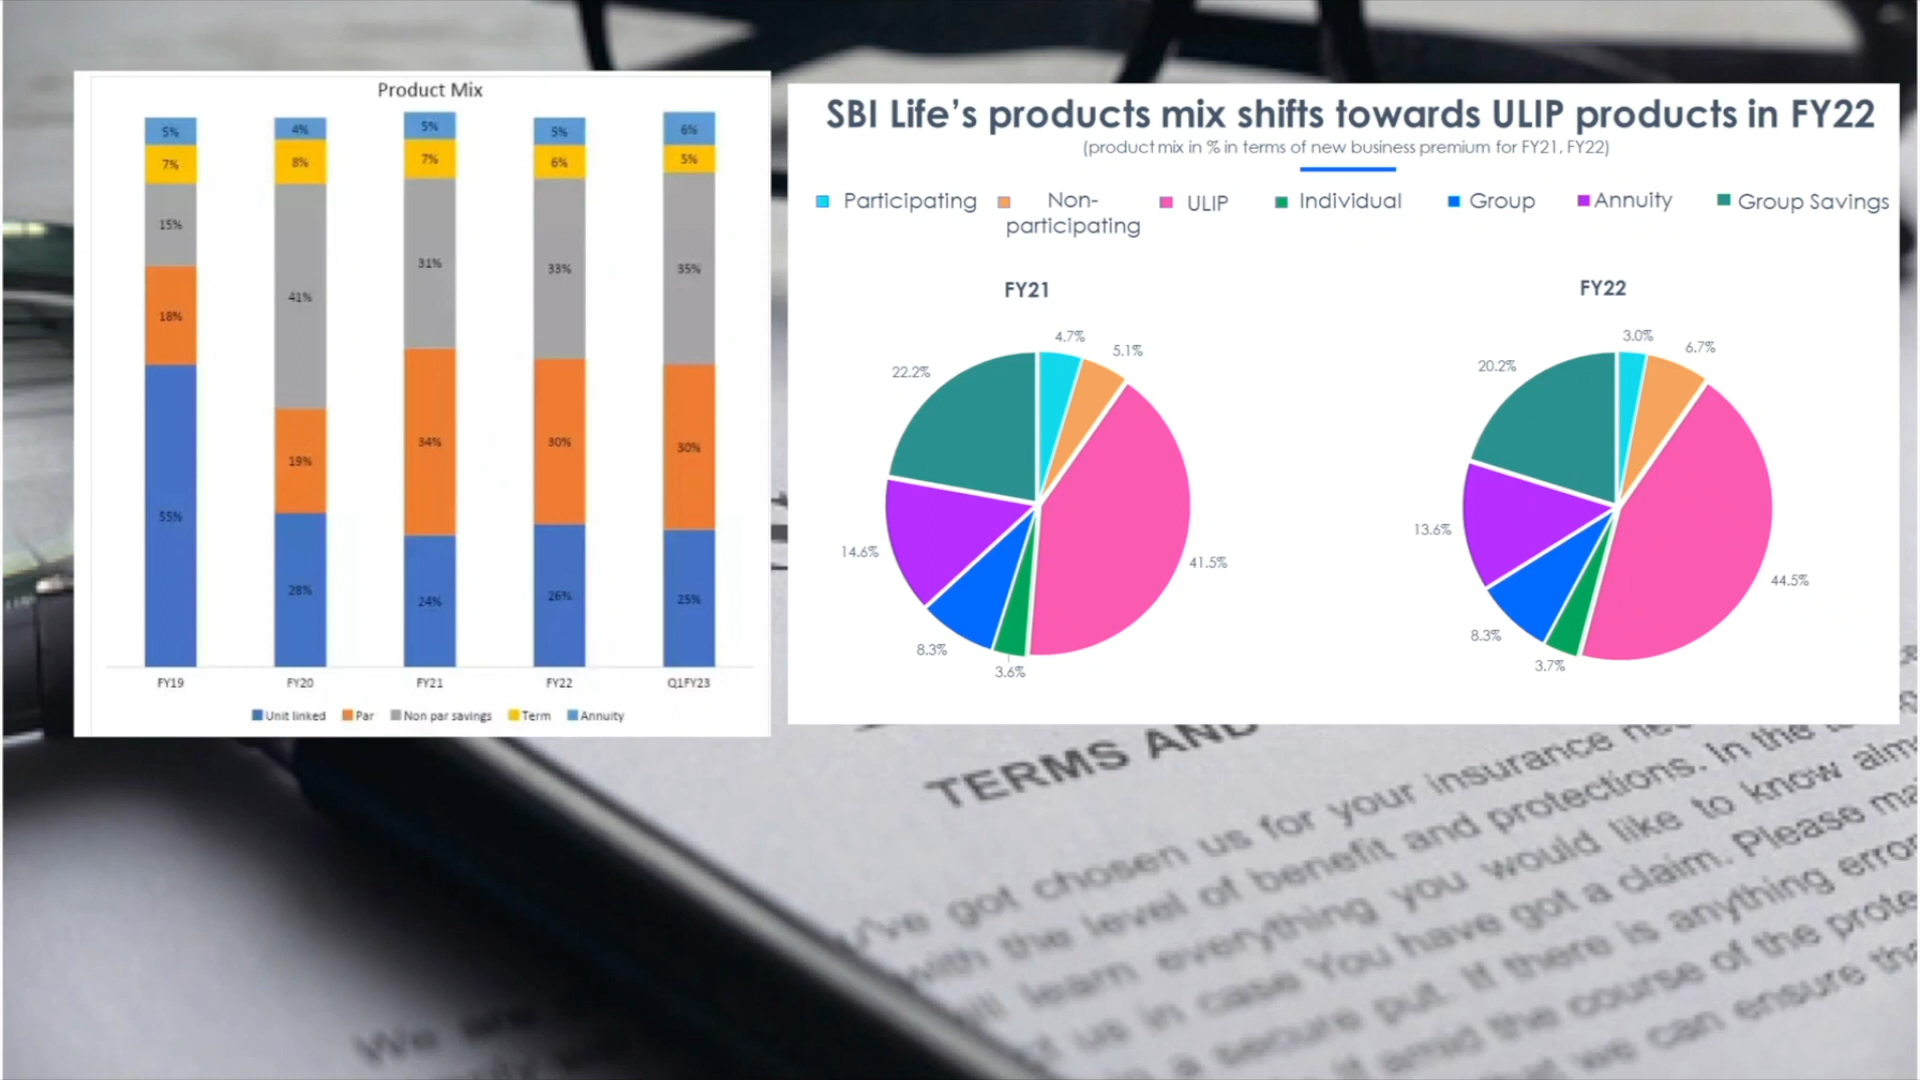 Product Mix
5%
4%
5%
5%
6%
7%
8%
7%
6%
5%
15%
41%
31%
33%
35%
18%
19%
34%
30%
30%
55%
28%
24%
26%
25%
FY19 FY20 FY21 FY22 Q1FY23
Unit linked Par Non par savings Term Annuity
SBI Life's products mix shifts towards ULIP products in FY22
(product mix in % in terms of new business premium for FY21, FY22)
Participating Non- ULIP Individual Group Annuity Group Savings
participating
FY21
4.7%
5.1%
22.2%
14.6%
41.5%
8.3%
3.6%
FY22
3.0%
6.7%
20.2%
13.6%
44.5%
8.3%
3.7%
TERMS AND
got chosen us for your insurance
with the level of benefit and protections. In the
learn everything you would like to know
us in case You have got a claim. Please
in a secure put. If there is anything
if amid the course of the
we can ensure
We are